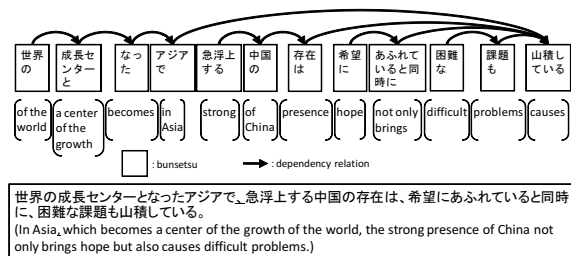 世界の
成長センターと
なった
アジアで
急浮上する
中国の
存在は
希望に
あふれていると同時に
困難な
課題も
山積している
of the world
a center of the growth
becomes
in Asia
strong
of China
presence
hope
not only brings
difficult
problems
causes
: bunsetsu
: dependency relation
世界の成長センターとなったアジアで、急浮上する中国の存在は、希望にあふれていると同時
に、困難な課題も山積している。
(In Asia, which becomes a center of the growth of the world, the strong presence of China not
only brings hope but also causes difficult problems.)